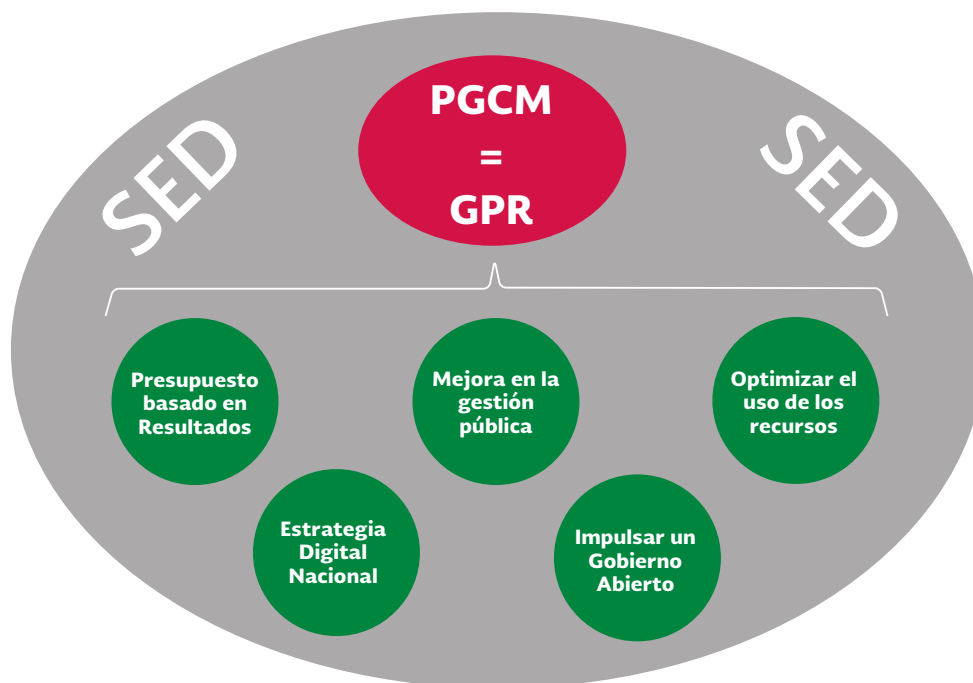 SED
PGCM
=
GPR
SED
Presupuesto
basado en
Resultados
Mejora en la
gestión
pública
Optimizar el
uso de los
recursos
Estrategia
Digital
Nacional
Impulsar un
Gobierno
Abierto